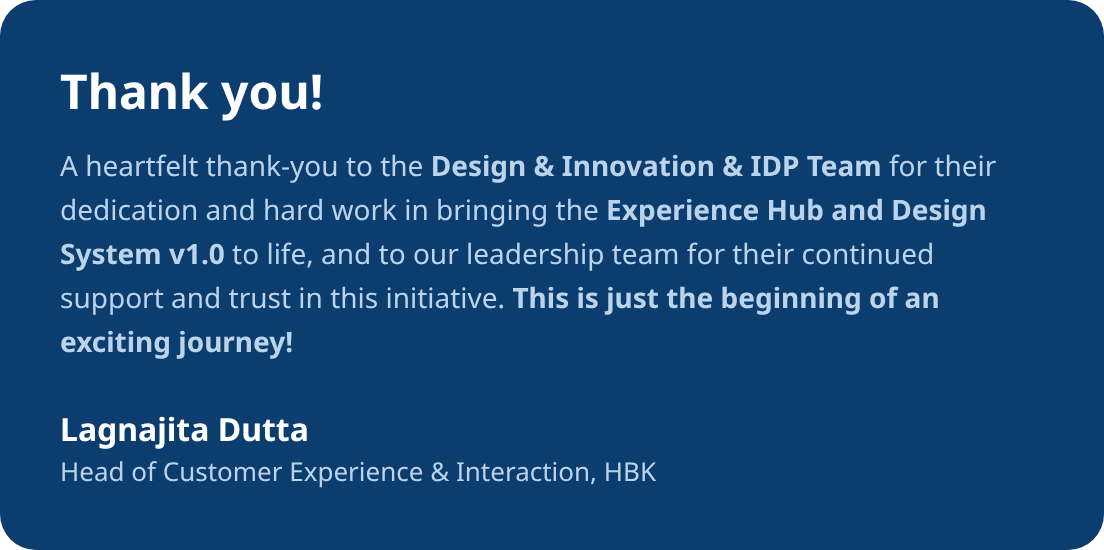 Thank you!
A heartfelt thank-you to the Design & Innovation & IDP Team for their
dedication and hard work in bringing the Experience Hub and Design
System v1.0 to life, and to our leadership team for their continued
support and trust in this initiative. This is just the beginning of an
exciting journey!
Lagnajita Dutta
Head of Customer Experience & Interaction, HBK